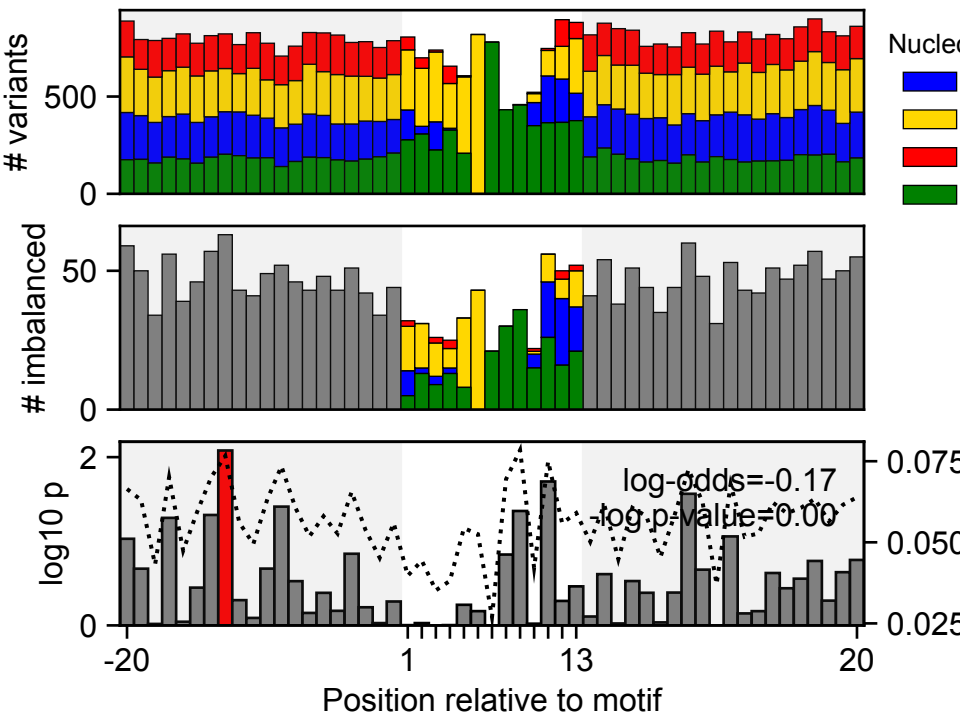 # variants
500
0
Nucleo
# imbalanced
50
0
log10 p
2
0
log-odds=-0.17
-log p-value=0.00
0.075
0.050
0.025
-20
1
13
20
Position relative to motif